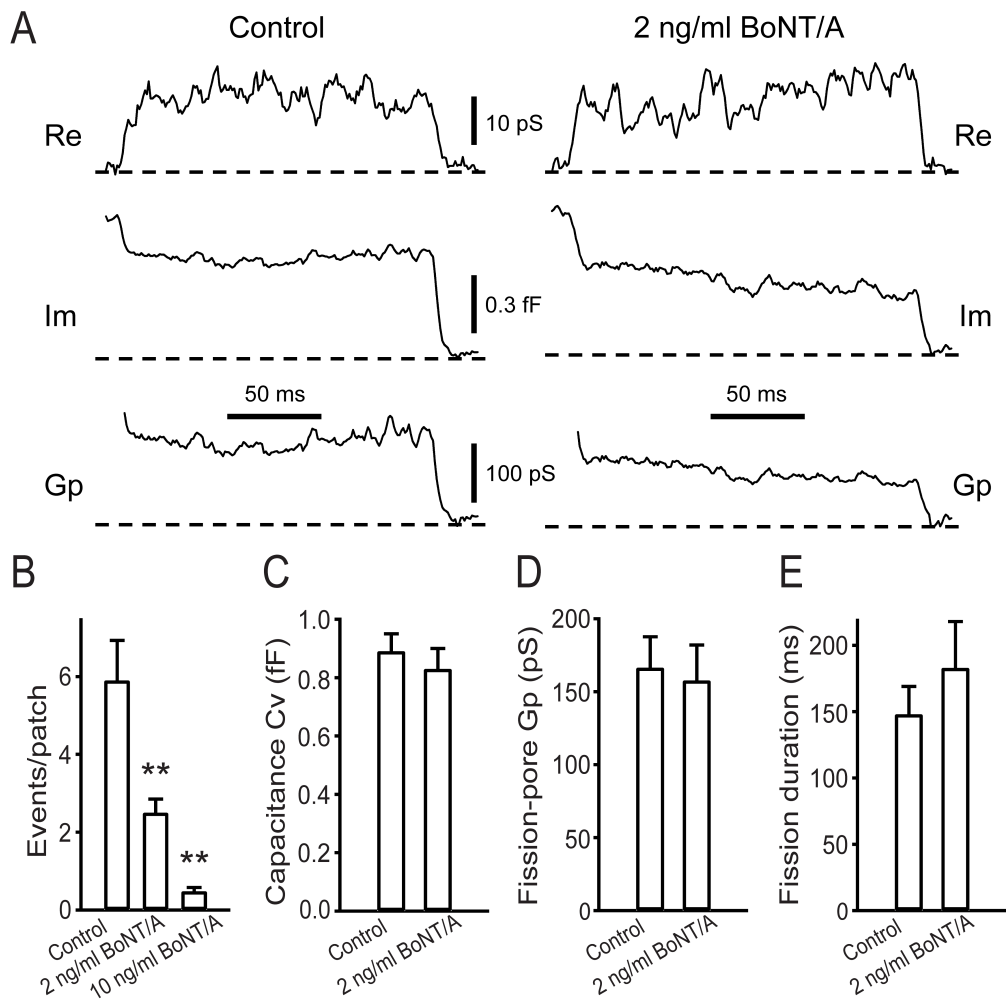 A
Control
2 ng/ml BoNT/A
Re
10 pS
Re
Im
0.3 fF
Im
50 ms
50 ms
Gp
100 pS
Gp
B
Events/patch
6
4
2
0
**
**
Control
2 ng/ml BoNT/A
10 ng/ml BoNT/A
C
Capacitance Cv (fF)
1.0
0.8
0.6
0.4
0.2
0.0
Control
2 ng/ml BoNT/A
D
Fission-pore Gp (pS)
200
150
100
50
0
Control
2 ng/ml BoNT/A
E
Fission duration (ms)
200
150
100
50
0
Control
2 ng/ml BoNT/A